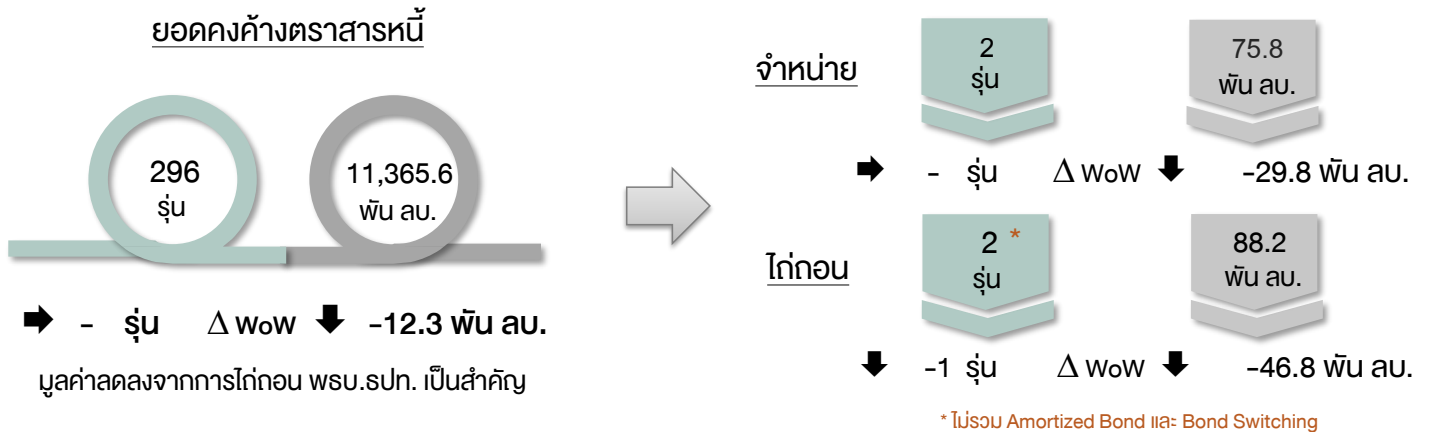 ยอดคงค้างตราสารหนี้
296
รุ่น
11,365.6
พัน ลบ.
- รุ่น Δ WoW -12.3 พัน ลบ.
มูลค่าลดลงจากการไถ่ถอน พธบ.ธปท. เป็นสำคัญ
จำหน่าย
2
รุ่น
75.8
พัน ลบ.
- รุ่น Δ WoW -29.8 พัน ลบ.
ไถ่ถอน
2 *
รุ่น
88.2
พัน ลบ.
-1 รุ่น Δ WoW -46.8 พัน ลบ.
* ไม่รวม Amortized Bond และ Bond Switching